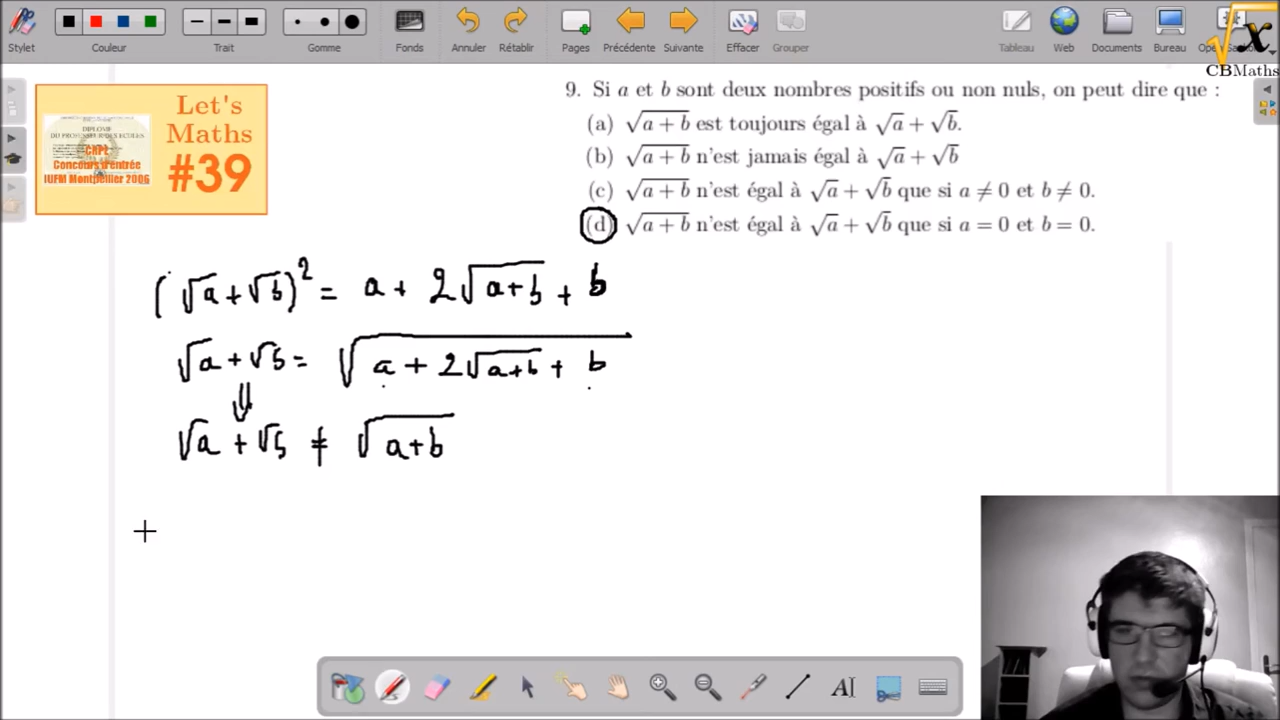 Stylet
Couleur
Trait
Gomme
Fonds
Annuler
Rétablir
Pages
Précédente
Suivante
Effacer
Grouper
Tableau
Web
Documents
Bureau
√x
CBMaths
Let's
Maths
#39
DIPLOME
CRPE
Concours d'entrée
IUFM Montpellier 2006
9. Si a et b sont deux nombres positifs ou non nuls, on peut dire que :
(a) √(a + b) est toujours égal à √a + √b.
(b) √(a + b) n'est jamais égal à √a + √b
(c) √(a + b) n'est égal à √a + √b que si a ≠ 0 et b ≠ 0.
(d) √(a + b) n'est égal à √a + √b que si a = 0 et b = 0.
(√a + √b)² = a + 2√(a+b) + b
√a + √b = √(a + 2√(a+b) + b)
⇓
√a + √b ≠ √(a+b)
AI